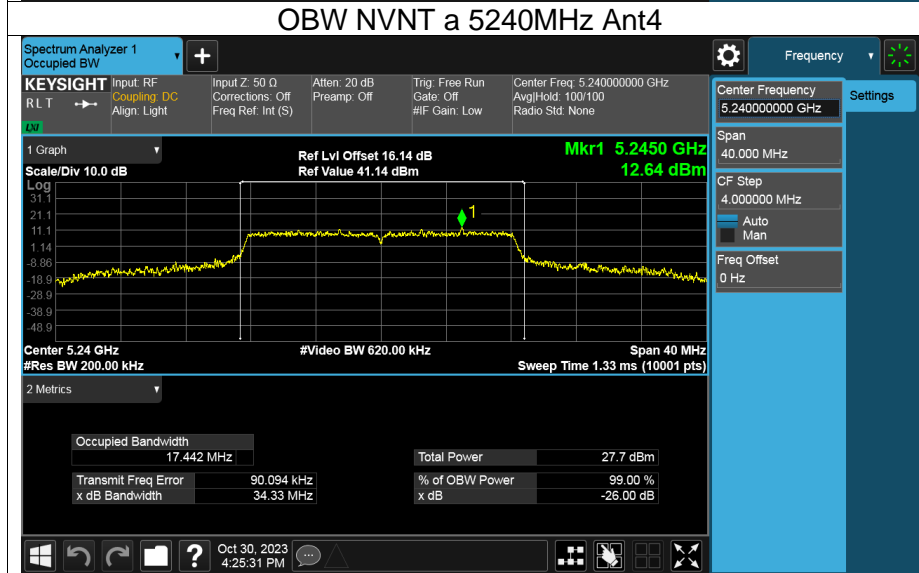 OBW NVNT a 5240MHz Ant4
Spectrum Analyzer 1
Occupied BW
+
Frequency
KEYSIGHT
RLT
LXI
Input: RF
Coupling: DC
Align: Light
Input Z: 50 Ω
Corrections: Off
Freq Ref: Int (S)
Atten: 20 dB
Preamp: Off
Trig: Free Run
Gate: Off
#IF Gain: Low
Center Freq: 5.240000000 GHz
Avg|Hold: 100/100
Radio Std: None
Center Frequency
5.240000000 GHz
Settings
Span
40.000 MHz
CF Step
4.000000 MHz
Auto
Man
Freq Offset
0 Hz
1 Graph
Scale/Div 10.0 dB
Ref Lvl Offset 16.14 dB
Ref Value 41.14 dBm
Mkr1 5.2450 GHz
12.64 dBm
Log
31.1
21.1
11.1
1.14
-8.86
-18.9
-28.9
-38.9
-48.9
1
Center 5.24 GHz
#Res BW 200.00 kHz
#Video BW 620.00 kHz
Span 40 MHz
Sweep Time 1.33 ms (10001 pts)
2 Metrics
Occupied Bandwidth
17.442 MHz
Transmit Freq Error 90.094 kHz
x dB Bandwidth 34.33 MHz
Total Power 27.7 dBm
% of OBW Power 99.00 %
x dB -26.00 dB
?
Oct 30, 2023
4:25:31 PM